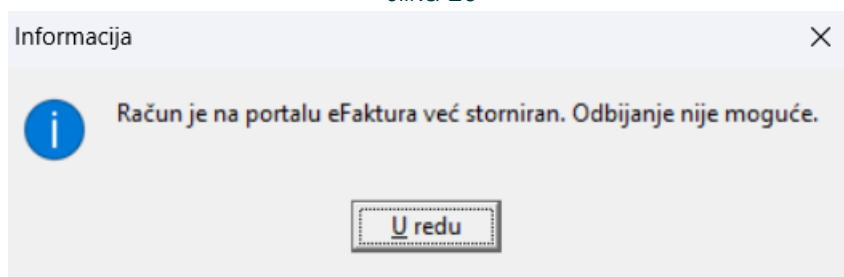 Informacija
Račun je na portalu eFaktura već storniran. Odbijanje nije moguće.
U redu